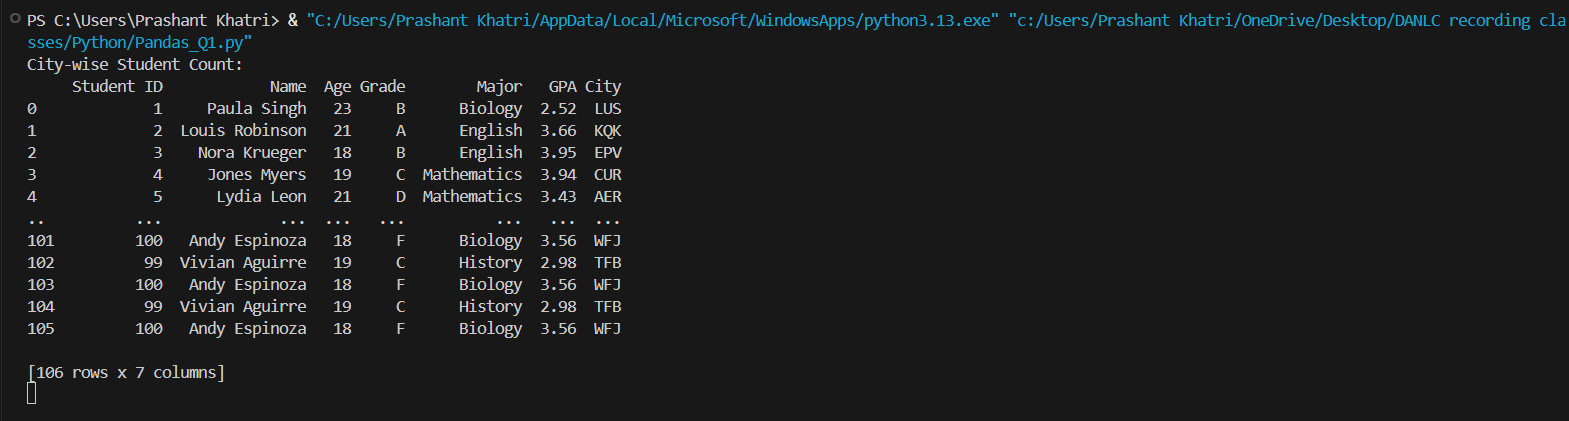 PS C:\Users\Prashant Khatri> & "C:/Users/Prashant Khatri/AppData/Local/Microsoft/WindowsApps/python3.13.exe" "c:/Users/Prashant Khatri/OneDrive/Desktop/DANLC recording cla
sses/Python/Pandas_Q1.py"
City-wise Student Count:
     Student ID            Name  Age Grade        Major   GPA City
0             1     Paula Singh   23     B      Biology  2.52  LUS
1             2  Louis Robinson   21     A      English  3.66  KQK
2             3    Nora Krueger   18     B      English  3.95  EPV
3             4     Jones Myers   19     C  Mathematics  3.94  CUR
4             5      Lydia Leon   21     D  Mathematics  3.43  AER
..          ...             ...  ...   ...          ...   ...  ...
101         100   Andy Espinoza   18     F      Biology  3.56  WFJ
102          99  Vivian Aguirre   19     C      History  2.98  TFB
103         100   Andy Espinoza   18     F      Biology  3.56  WFJ
104          99  Vivian Aguirre   19     C      History  2.98  TFB
105         100   Andy Espinoza   18     F      Biology  3.56  WFJ
[106 rows x 7 columns]